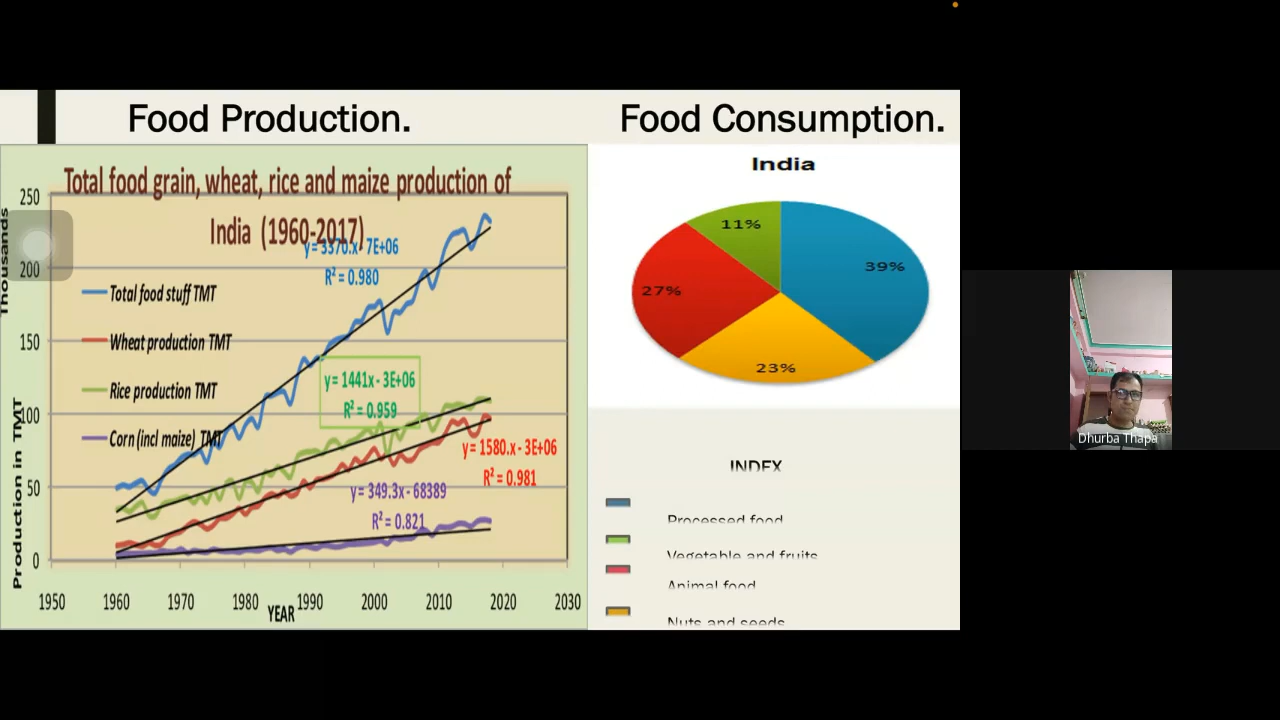 Food Production.
Food Consumption.
Total food grain, wheat, rice and maize production of
India (1960-2017)
y = 3370.x - 7E+06
R² = 0.980
Total food stuff TMT
Wheat production TMT
Rice production TMT
Corn (incl maize) TMT
y = 1441x - 3E+06
R² = 0.959
y = 1580.x - 3E+06
R² = 0.981
y = 349.3x - 68389
R² = 0.821
Production in TMT
Thousands
250
200
150
100
50
0
1950 1960 1970 1980 1990 2000 2010 2020 2030
YEAR
India
11%
39%
27%
23%
INDEX
Processed food
Vegetable and fruits
Animal food
Nuts and seeds
Dhurba Thapa